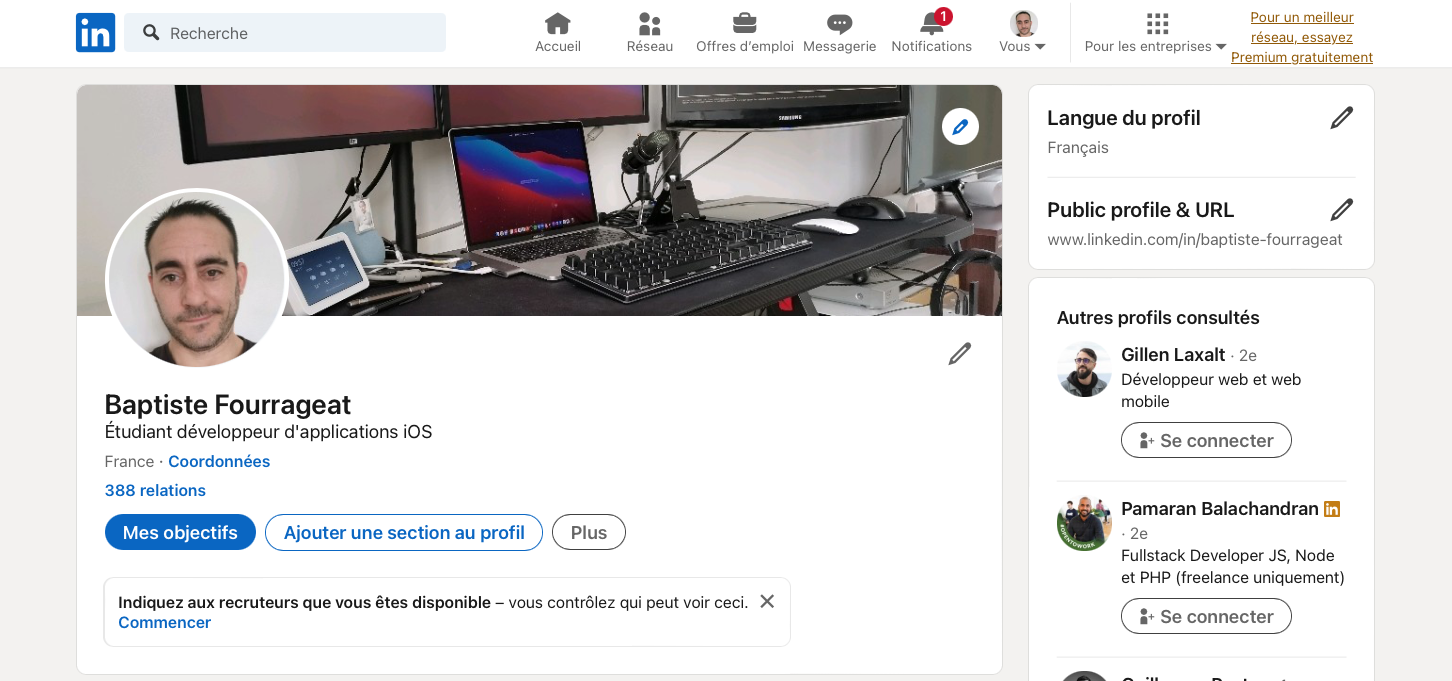 in
Recherche
Accueil
Réseau
Offres d'emploi
Messagerie
1
Notifications
Vous
Pour les entreprises
Pour un meilleur
réseau, essayez
Premium gratuitement
SAMSUNG
Baptiste Fourrageat
Étudiant développeur d'applications iOS
France · Coordonnées
388 relations
Mes objectifs
Ajouter une section au profil
Plus
Indiquez aux recruteurs que vous êtes disponible – vous contrôlez qui peut voir ceci.
Commencer
Langue du profil
Français
Public profile & URL
www.linkedin.com/in/baptiste-fourrageat
Autres profils consultés
Gillen Laxalt · 2e
Développeur web et web
mobile
Se connecter
Pamaran Balachandran in
· 2e
#OPENTOWORK
Fullstack Developer JS, Node
et PHP (freelance uniquement)
Se connecter